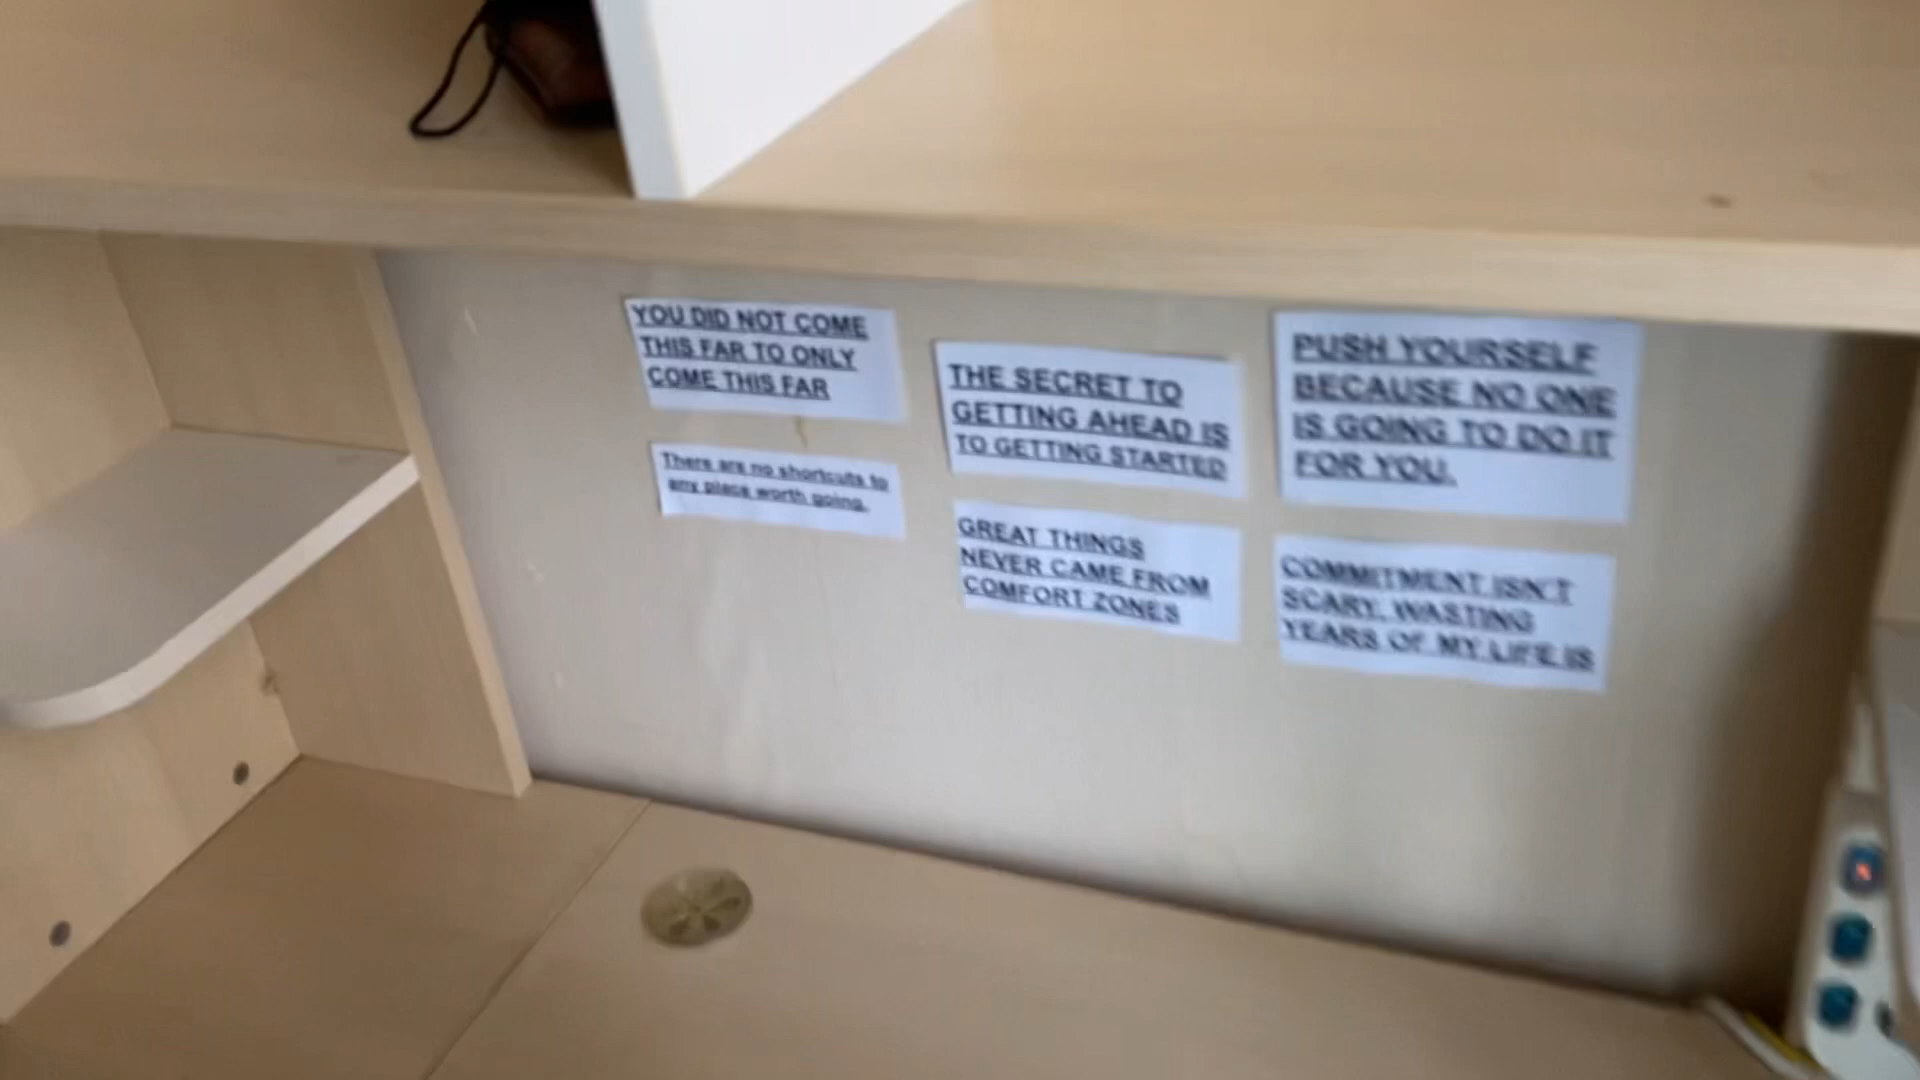 YOU DID NOT COME
THIS FAR TO ONLY
COME THIS FAR
There are no shortcuts to
any place worth going.
THE SECRET TO
GETTING AHEAD IS
TO GETTING STARTED
GREAT THINGS
NEVER CAME FROM
COMFORT ZONES
PUSH YOURSELF
BECAUSE NO ONE
IS GOING TO DO IT
FOR YOU.
COMMITMENT ISN'T
SCARY, WASTING
YEARS OF MY LIFE IS